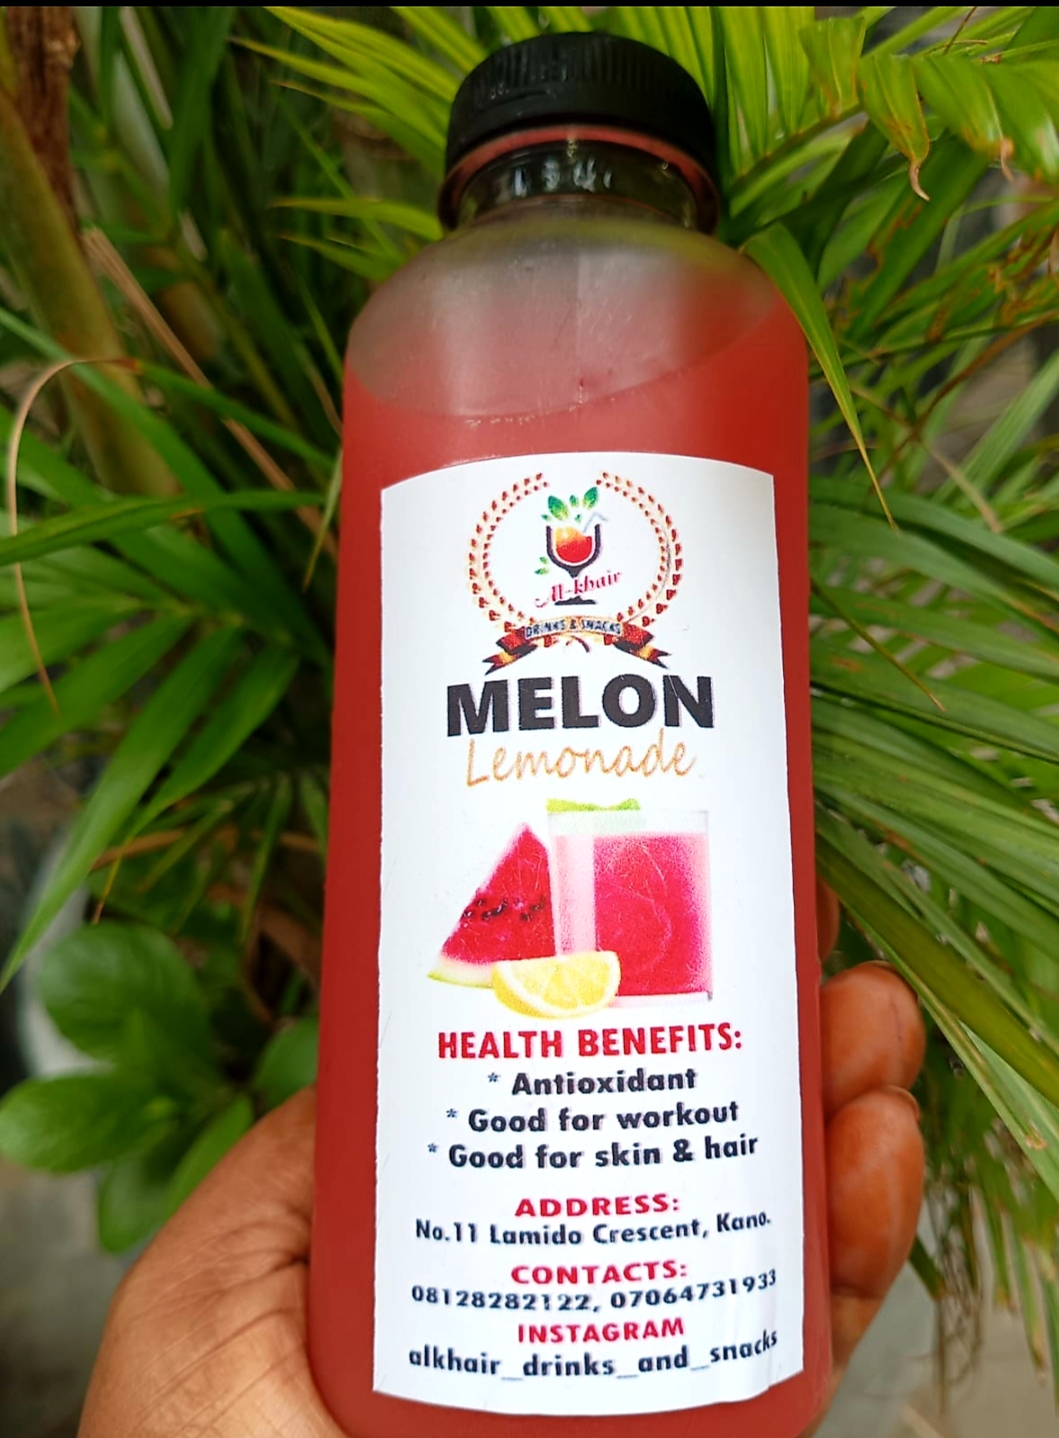 Al-khair
DRINKS & SNACKS
MELON
Lemonade
HEALTH BENEFITS:
* Antioxidant
* Good for workout
* Good for skin & hair
ADDRESS:
No.11 Lamido Crescent, Kano.
CONTACTS:
08128282122, 07064731933
INSTAGRAM
alkhair_drinks_and_snacks